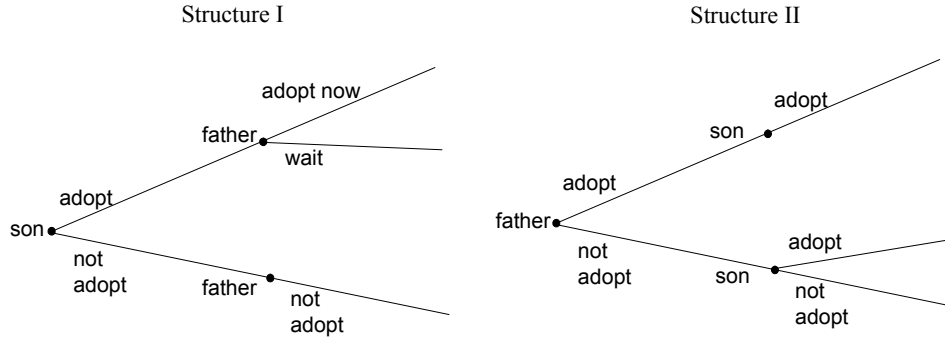 Structure I
adopt now
father
wait
adopt
son
not
adopt
father
not
adopt
Structure II
adopt
son
adopt
father
not
adopt
adopt
son
not
adopt